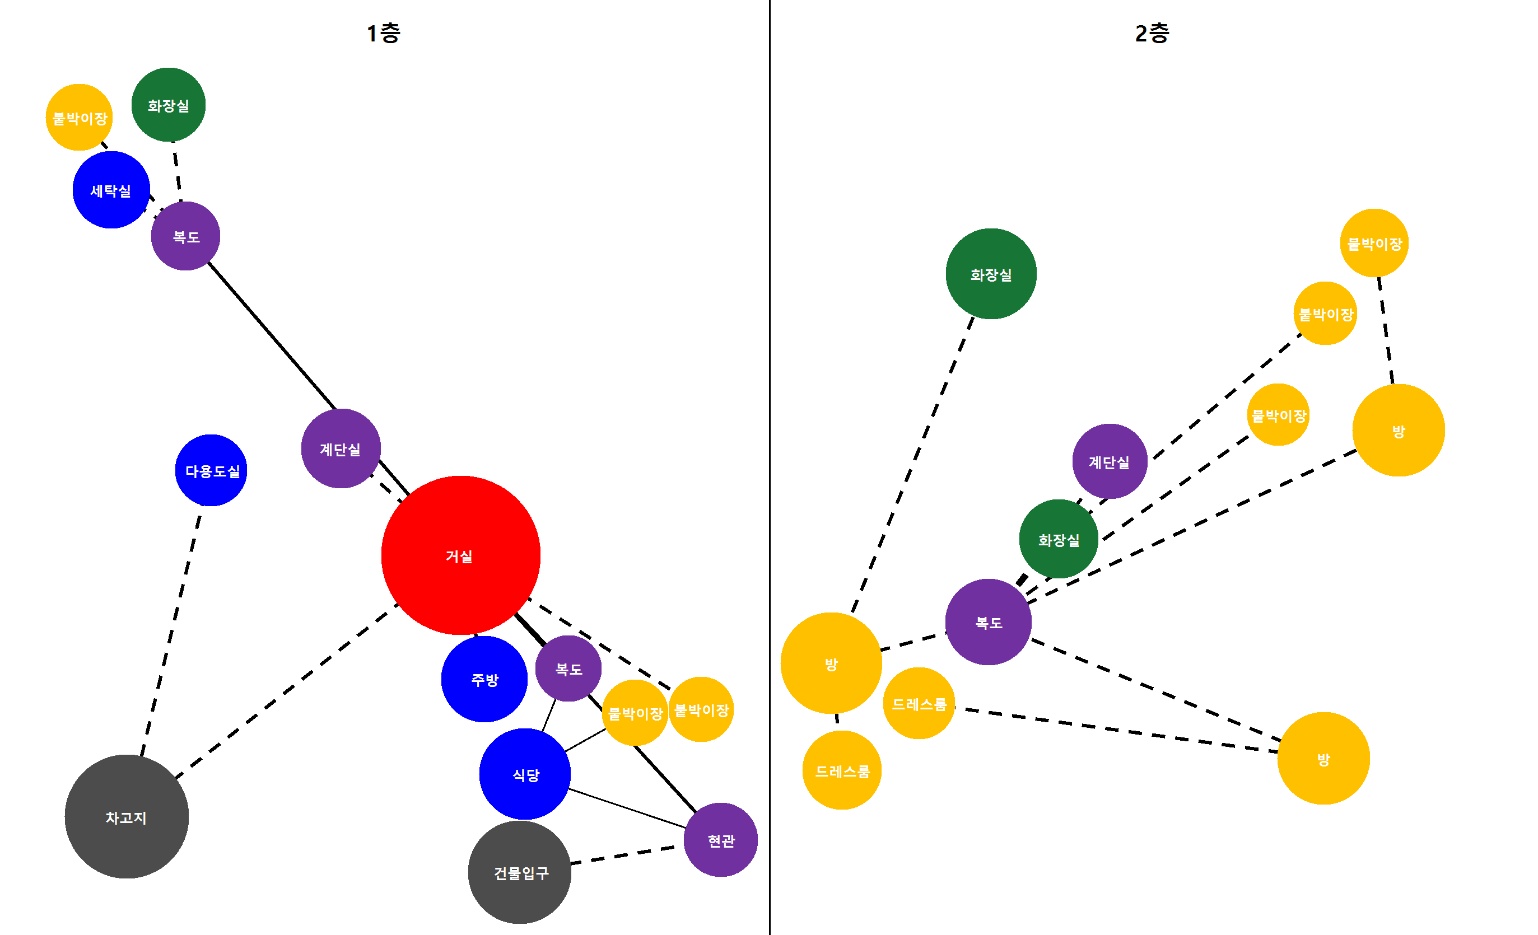 1층
화장실
붙박이장
세탁실
복도
계단실
다용도실
거실
복도
주방
붙박이장
붙박이장
식당
차고지
현관
건물입구
2층
붙박이장
화장실
붙박이장
붙박이장
방
계단실
화장실
복도
방
드레스룸
방
드레스룸